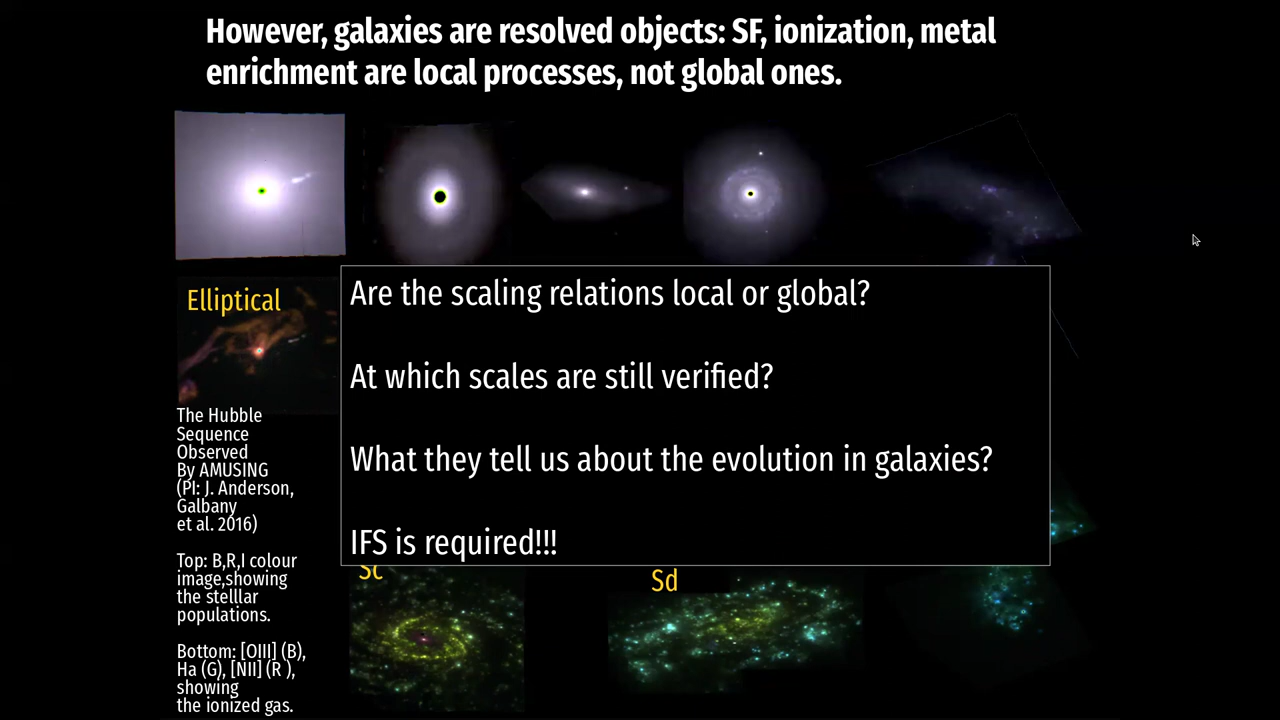 However, galaxies are resolved objects: SF, ionization, metal
enrichment are local processes, not global ones.
Elliptical
Are the scaling relations local or global?
At which scales are still verified?
What they tell us about the evolution in galaxies?
IFS is required!!!
The Hubble
Sequence
Observed
By AMUSING
(PI: J. Anderson,
Galbany
et al. 2016)
Top: B,R,I colour
image,showing
the stelllar
populations.
Bottom: [OIII] (B),
Ha (G), [NII] (R ),
showing
the ionized gas.
Sc
Sd